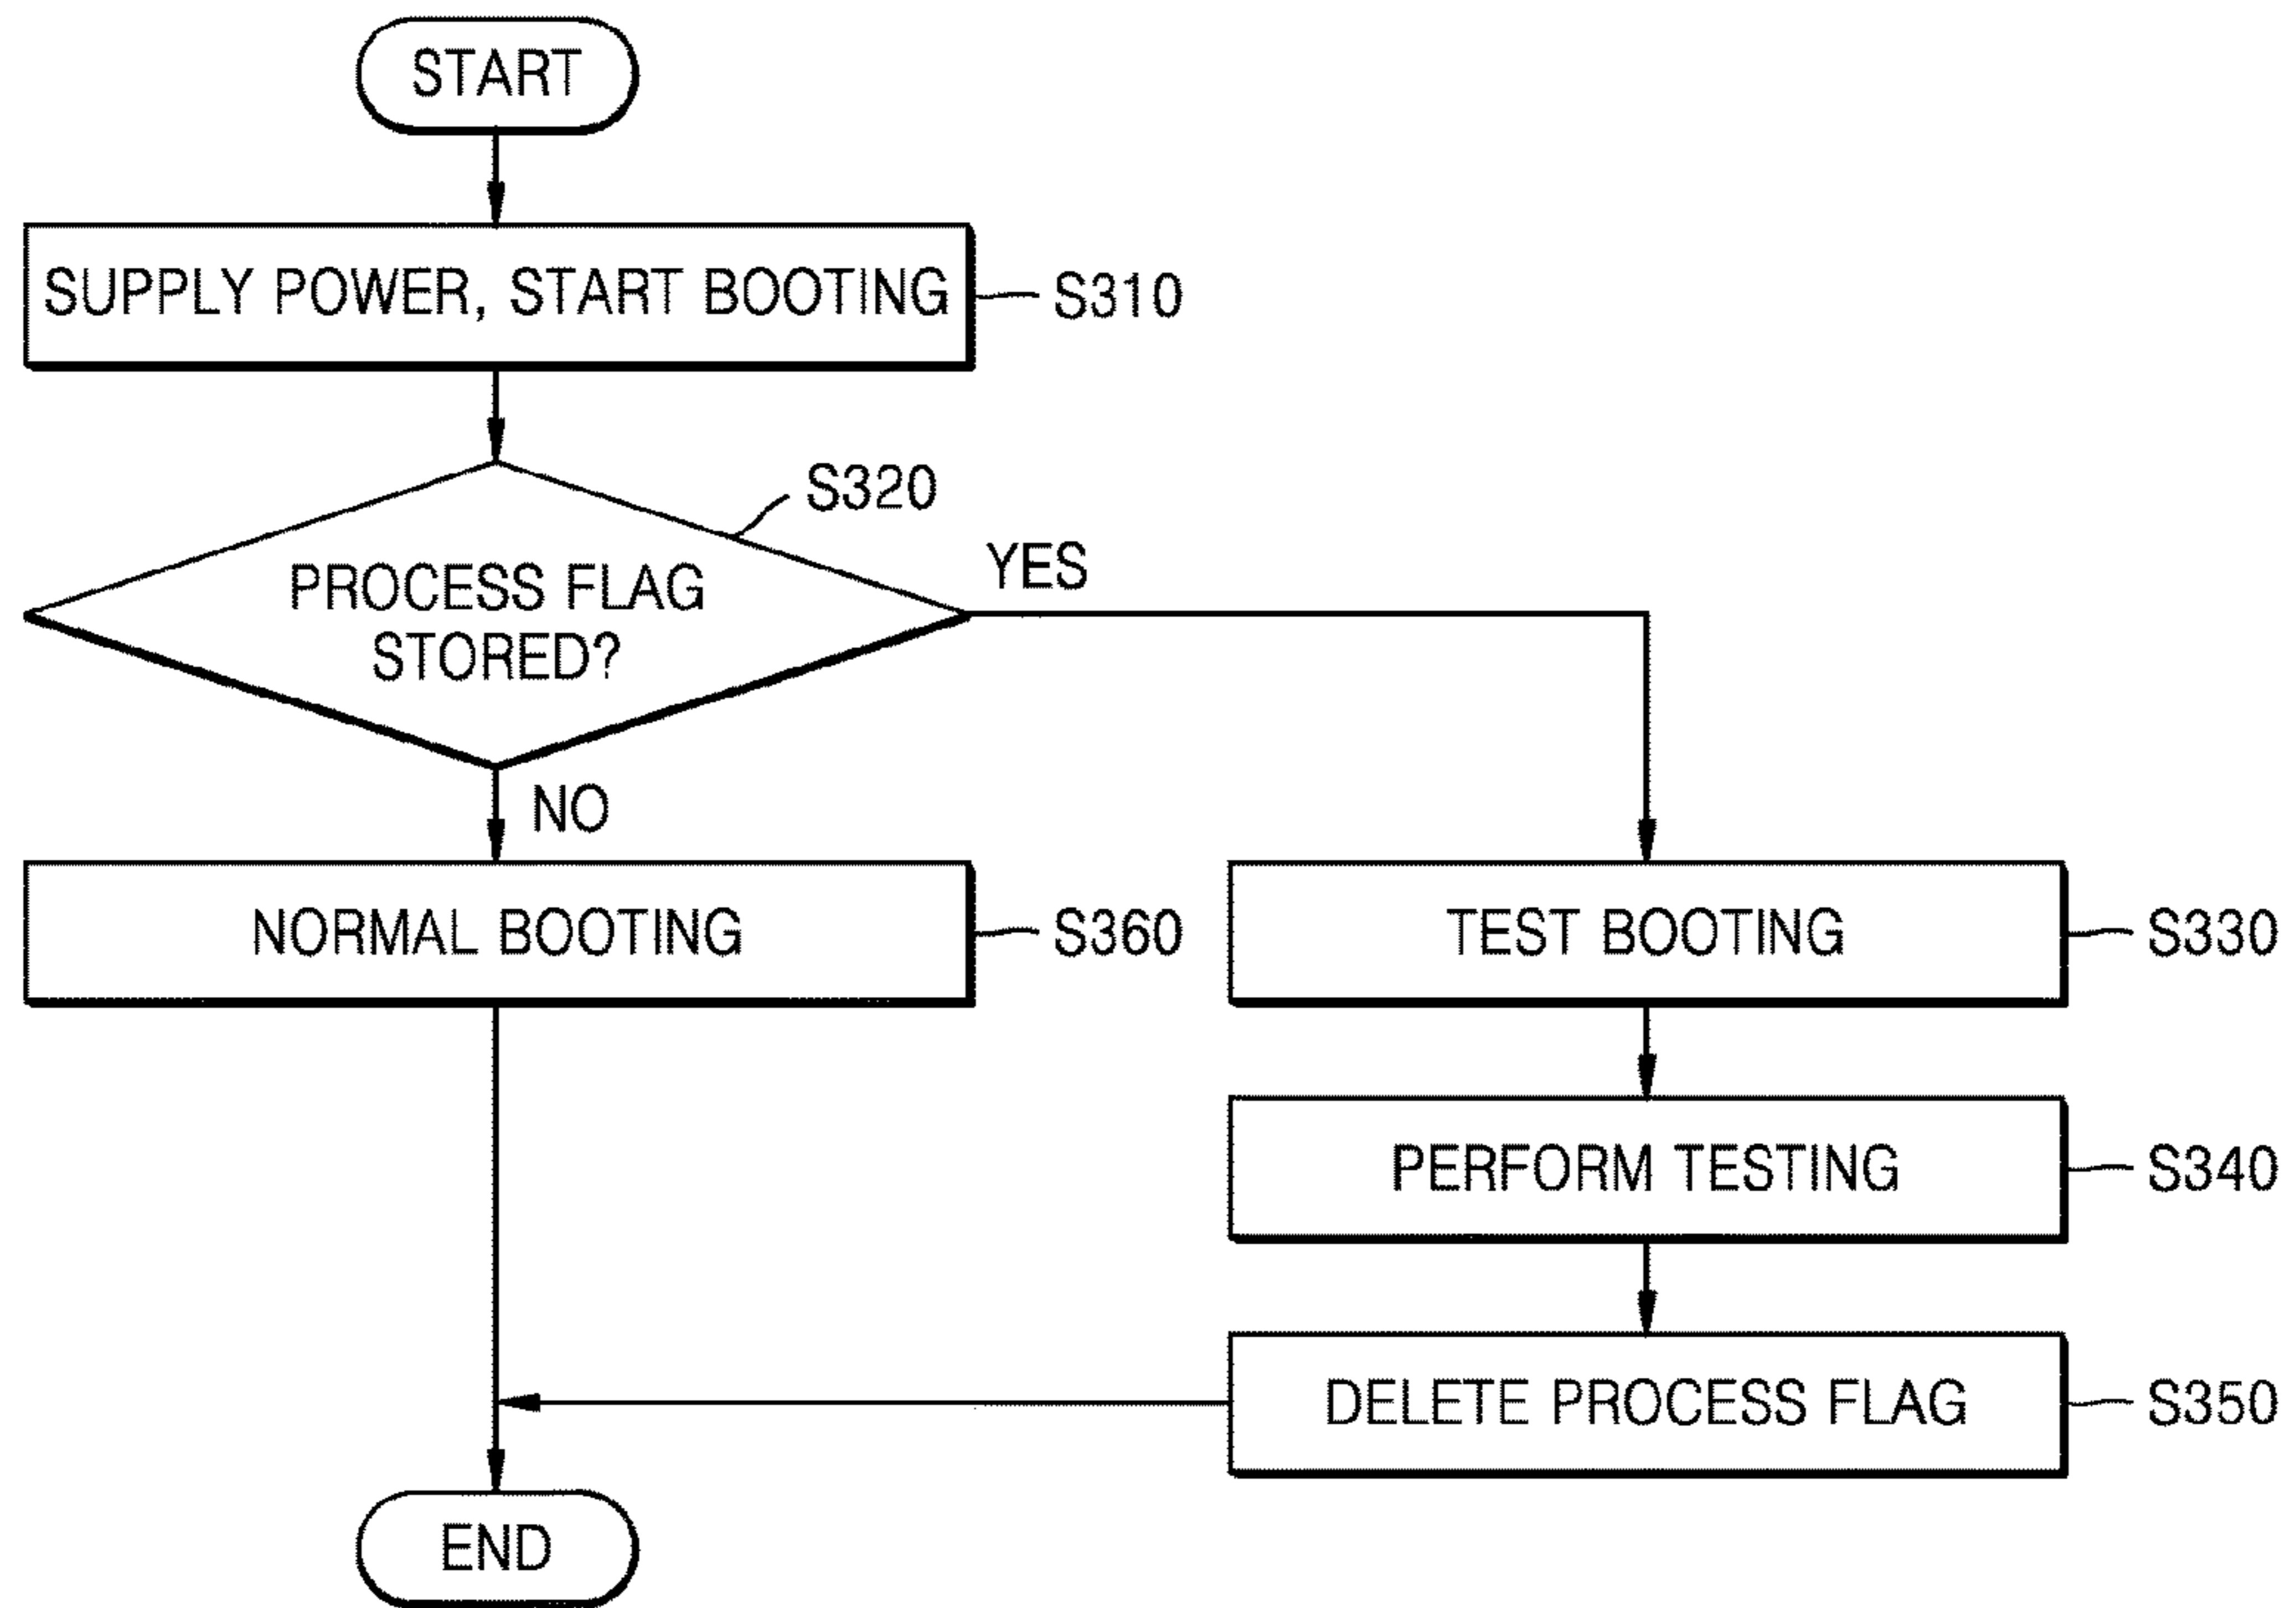 START
SUPPLY POWER, START BOOTING
S310
S320
PROCESS FLAG
STORED?
YES
NO
NORMAL BOOTING
S360
TEST BOOTING
S330
PERFORM TESTING
S340
DELETE PROCESS FLAG
S350
END